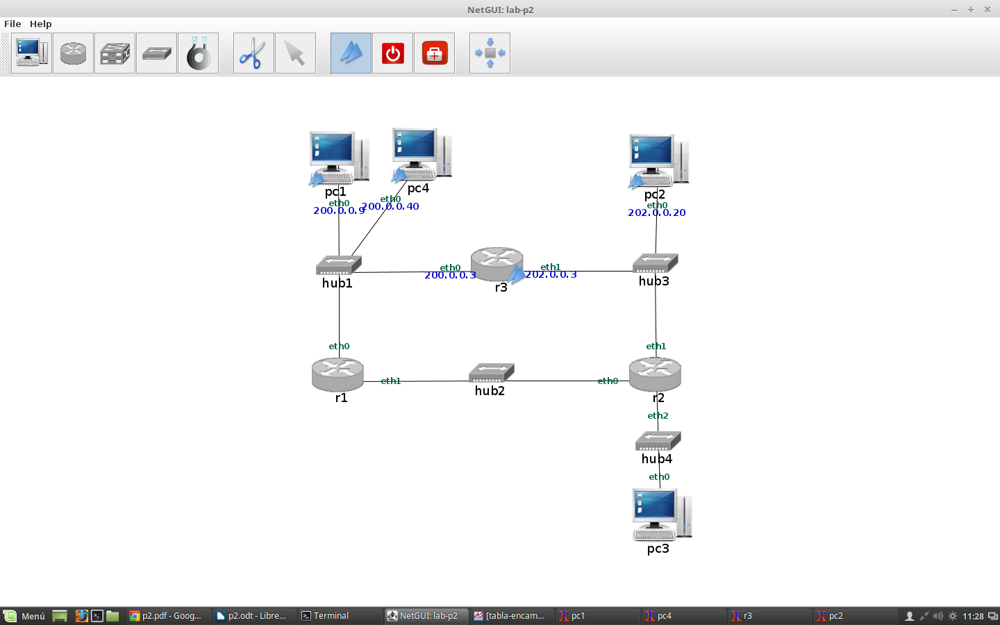 NetGUI: lab-p2
File Help
pc1
eth0
200.0.0.9
pc4
eth0
200.0.0.40
pc2
eth0
202.0.0.20
hub1
eth0
200.0.0.3
r3
eth1
202.0.0.3
hub3
eth0
r1
eth1
hub2
eth0
eth1
r2
eth2
hub4
eth0
pc3
Menú
p2.pdf - Goog...
p2.odt - Libre...
Terminal
NetGUI: lab-p2
[tabla-encam...
pc1
pc4
r3
pc2
11:28